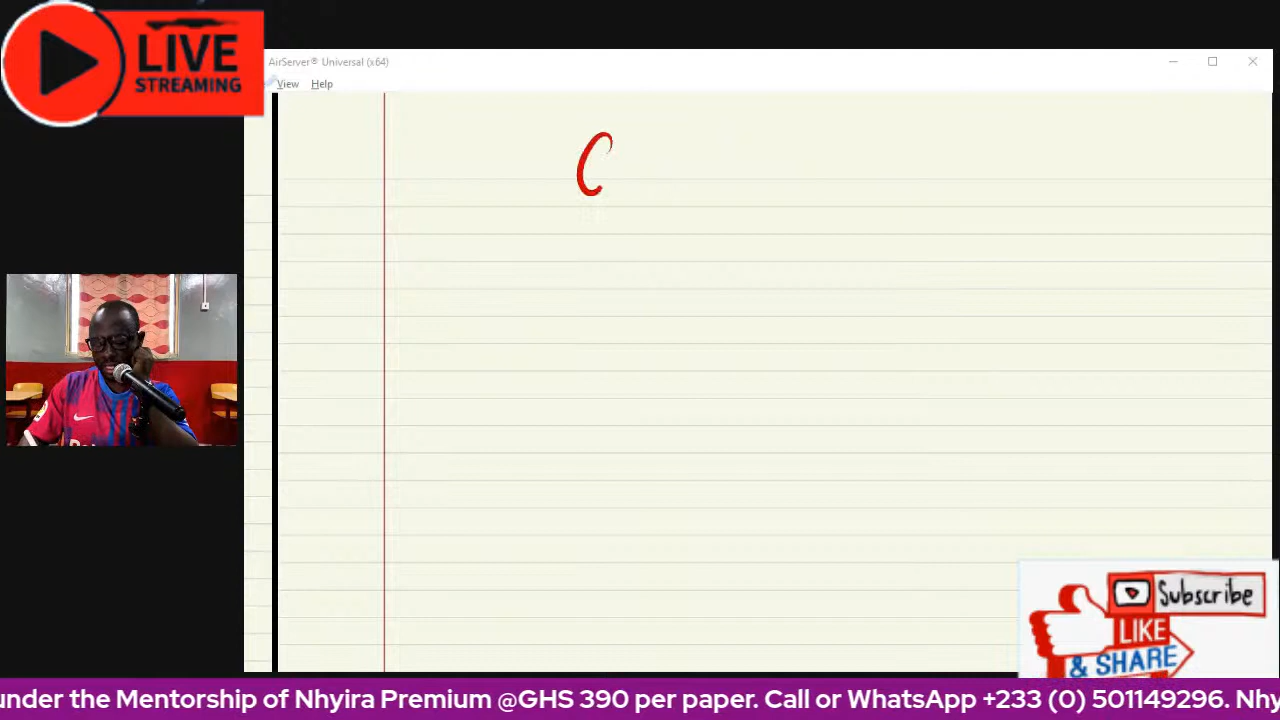 LIVE
STREAMING
AirServer® Universal (x64)
View Help
C
Subscribe
LIKE
& SHARE
under the Mentorship of Nhyira Premium @GHS 390 per paper. Call or WhatsApp +233 (0) 501149296. Nhy